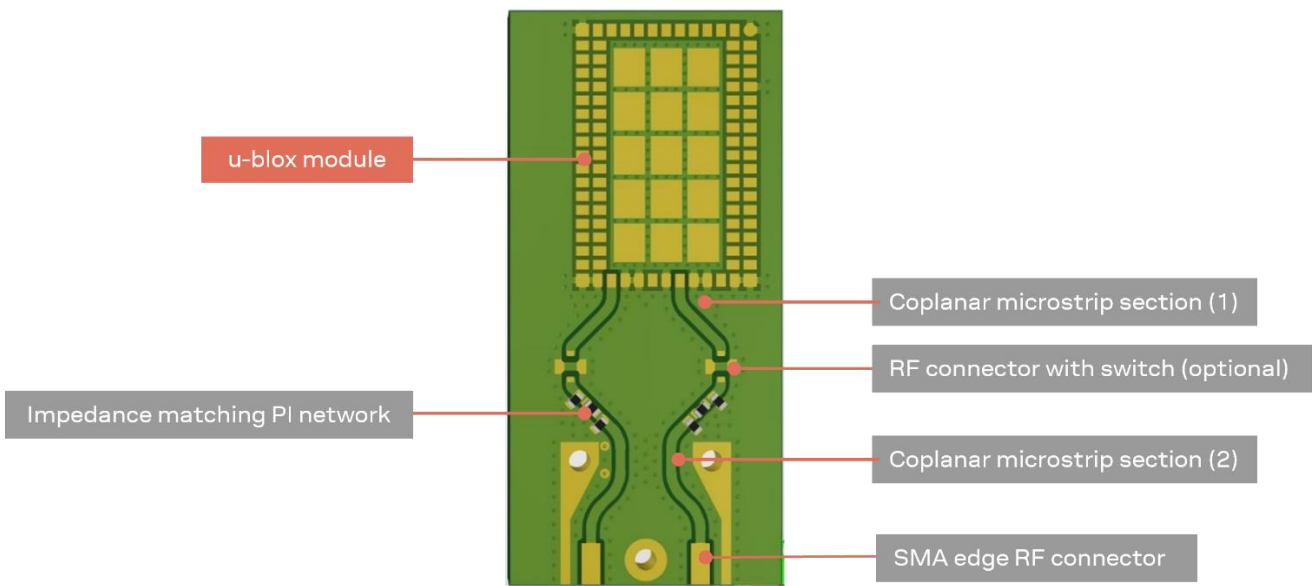 u-blox module
Coplanar microstrip section (1)
RF connector with switch (optional)
Impedance matching PI network
Coplanar microstrip section (2)
SMA edge RF connector